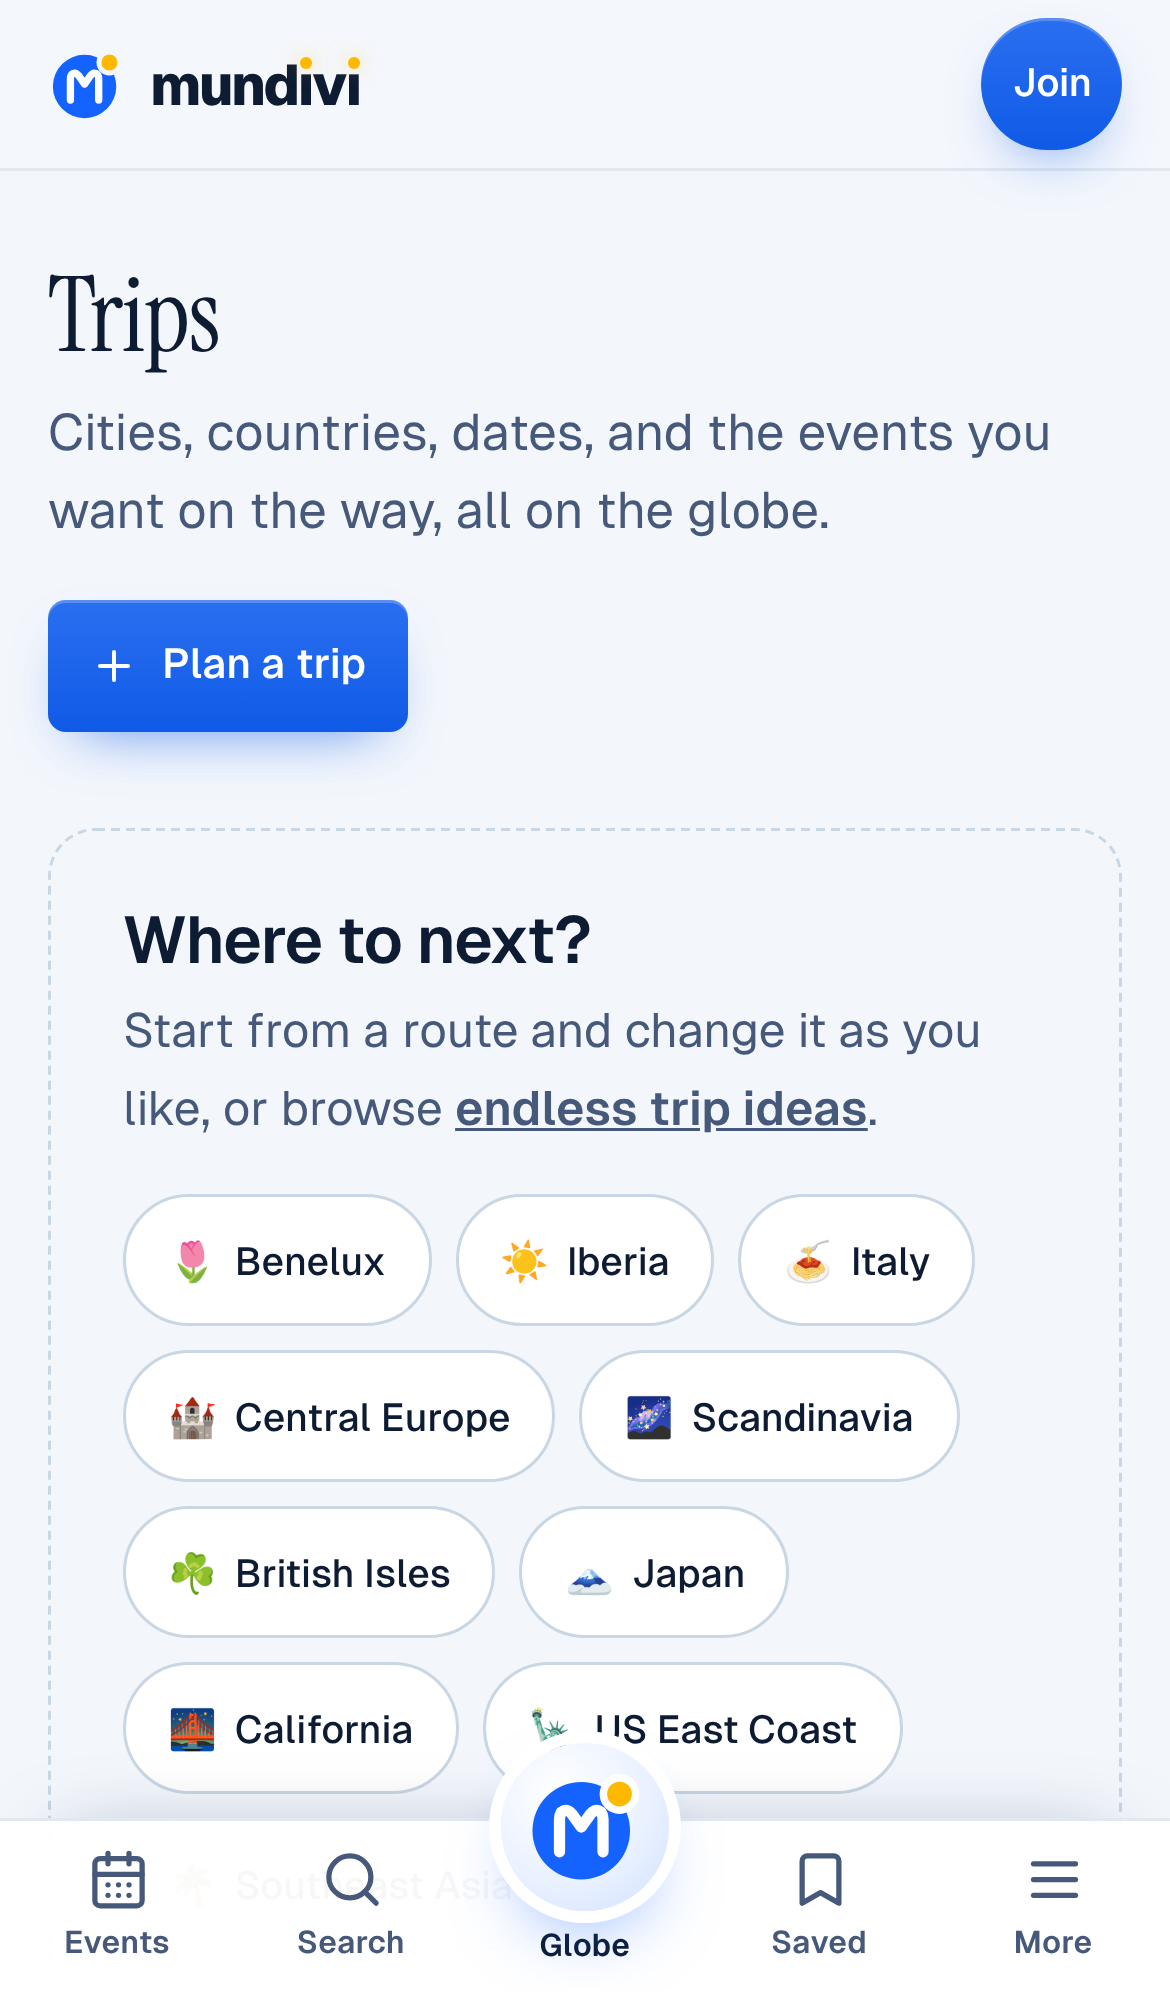 mundivi
Join
Trips
Cities, countries, dates, and the events you
want on the way, all on the globe.
Plan a trip
Where to next?
Start from a route and change it as you
like, or browse endless trip ideas.
Benelux
Iberia
Italy
Central Europe
Scandinavia
British Isles
Japan
California
US East Coast
Southeast Asia
Events
Search
Globe
Saved
More